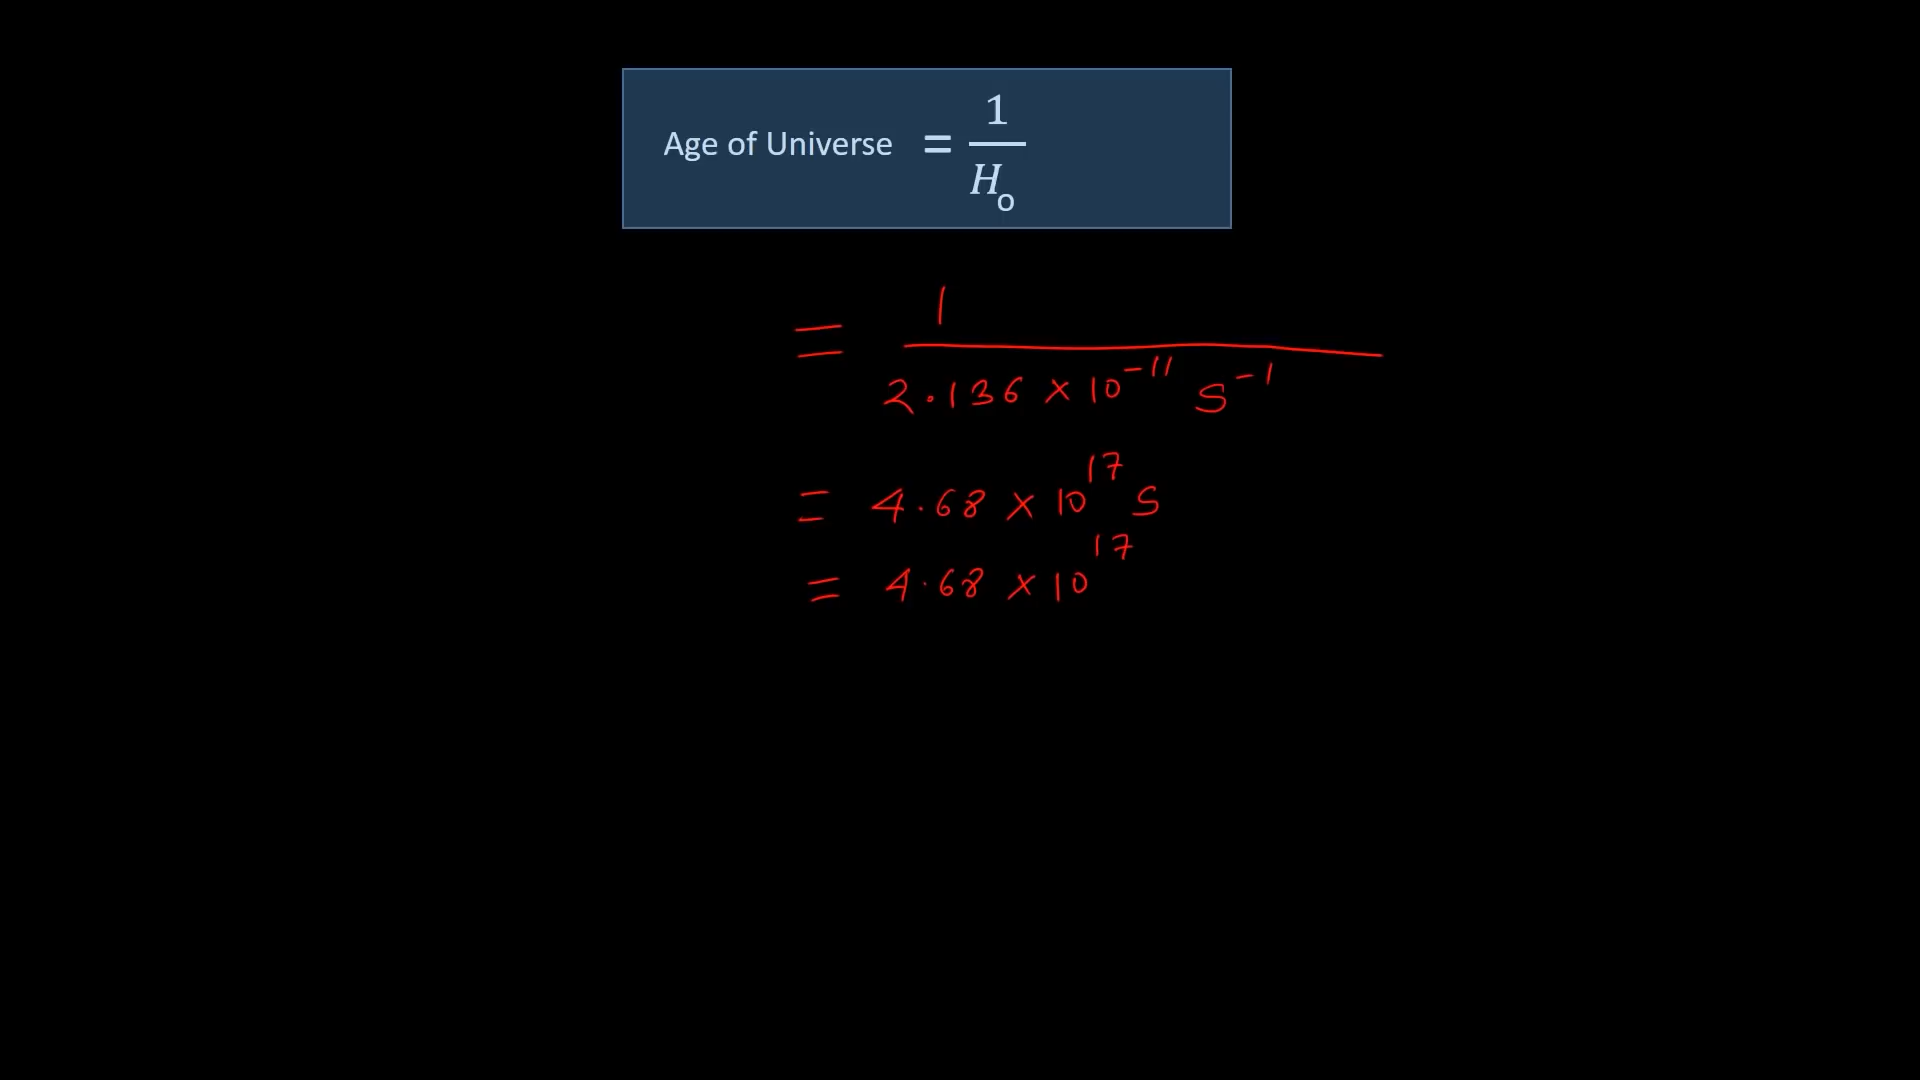 Age of Universe = 1/H₀
= 1/2.136 × 10⁻¹¹ S⁻¹
= 4.68 × 10¹⁷ S
= 4.68 × 10¹⁷